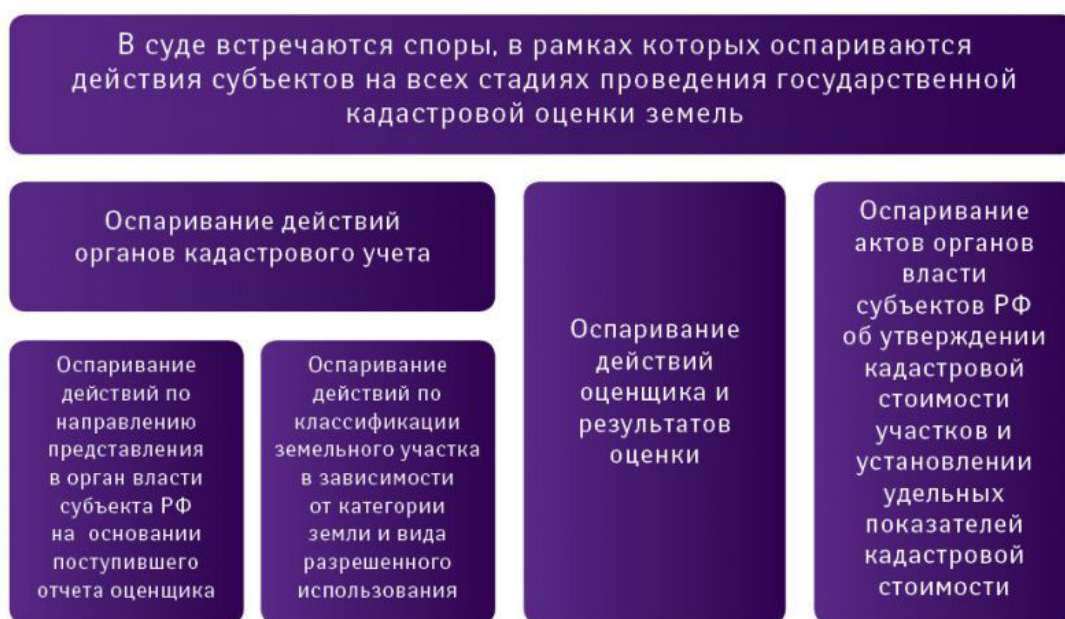 В суде встречаются споры, в рамках которых оспариваются
действия субъектов на всех стадиях проведения государственной
кадастровой оценки земель
Оспаривание действий
органов кадастрового учета
Оспаривание
действий по
направлению
представления
в орган власти
субъекта РФ
на основании
поступившего
отчета оценщика
Оспаривание
действий по
классификации
земельного участка
в зависимости
от категории
земли и вида
разрешенного
использования
Оспаривание
действий
оценщика и
результатов
оценки
Оспаривание
актов органов
власти
субъектов РФ
об утверждении
кадастровой
стоимости
участков и
установлении
удельных
показателей
кадастровой
стоимости